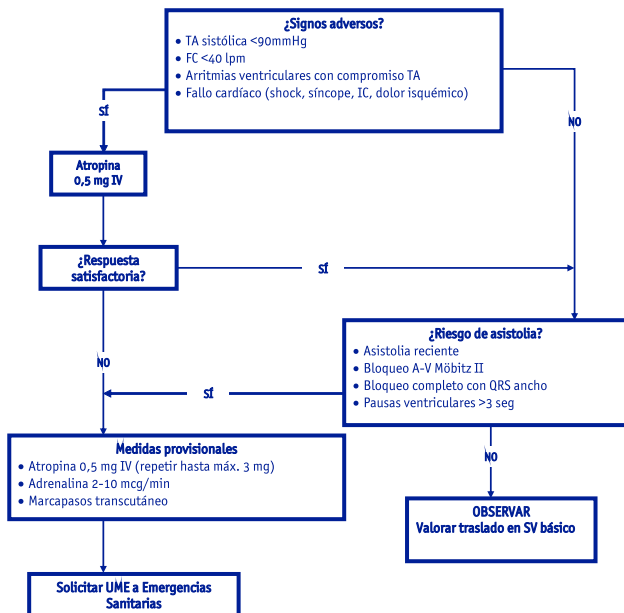 ¿Signos adversos?
• TA sistólica <90mmHg
• FC <40 lpm
• Arritmias ventriculares con compromiso TA
• Fallo cardíaco (shock, síncope, IC, dolor isquémico)
SÍ
NO
Atropina
0,5 mg IV
¿Respuesta
satisfactoria?
SÍ
¿Riesgo de asistolia?
• Asistolia reciente
• Bloqueo A-V Möbitz II
• Bloqueo completo con QRS ancho
• Pausas ventriculares >3 seg
NO
SÍ
Medidas provisionales
• Atropina 0,5 mg IV (repetir hasta máx. 3 mg)
• Adrenalina 2-10 mcg/min
• Marcapasos transcutáneo
NO
OBSERVAR
Valorar traslado en SV básico
Solicitar UME a Emergencias
Sanitarias